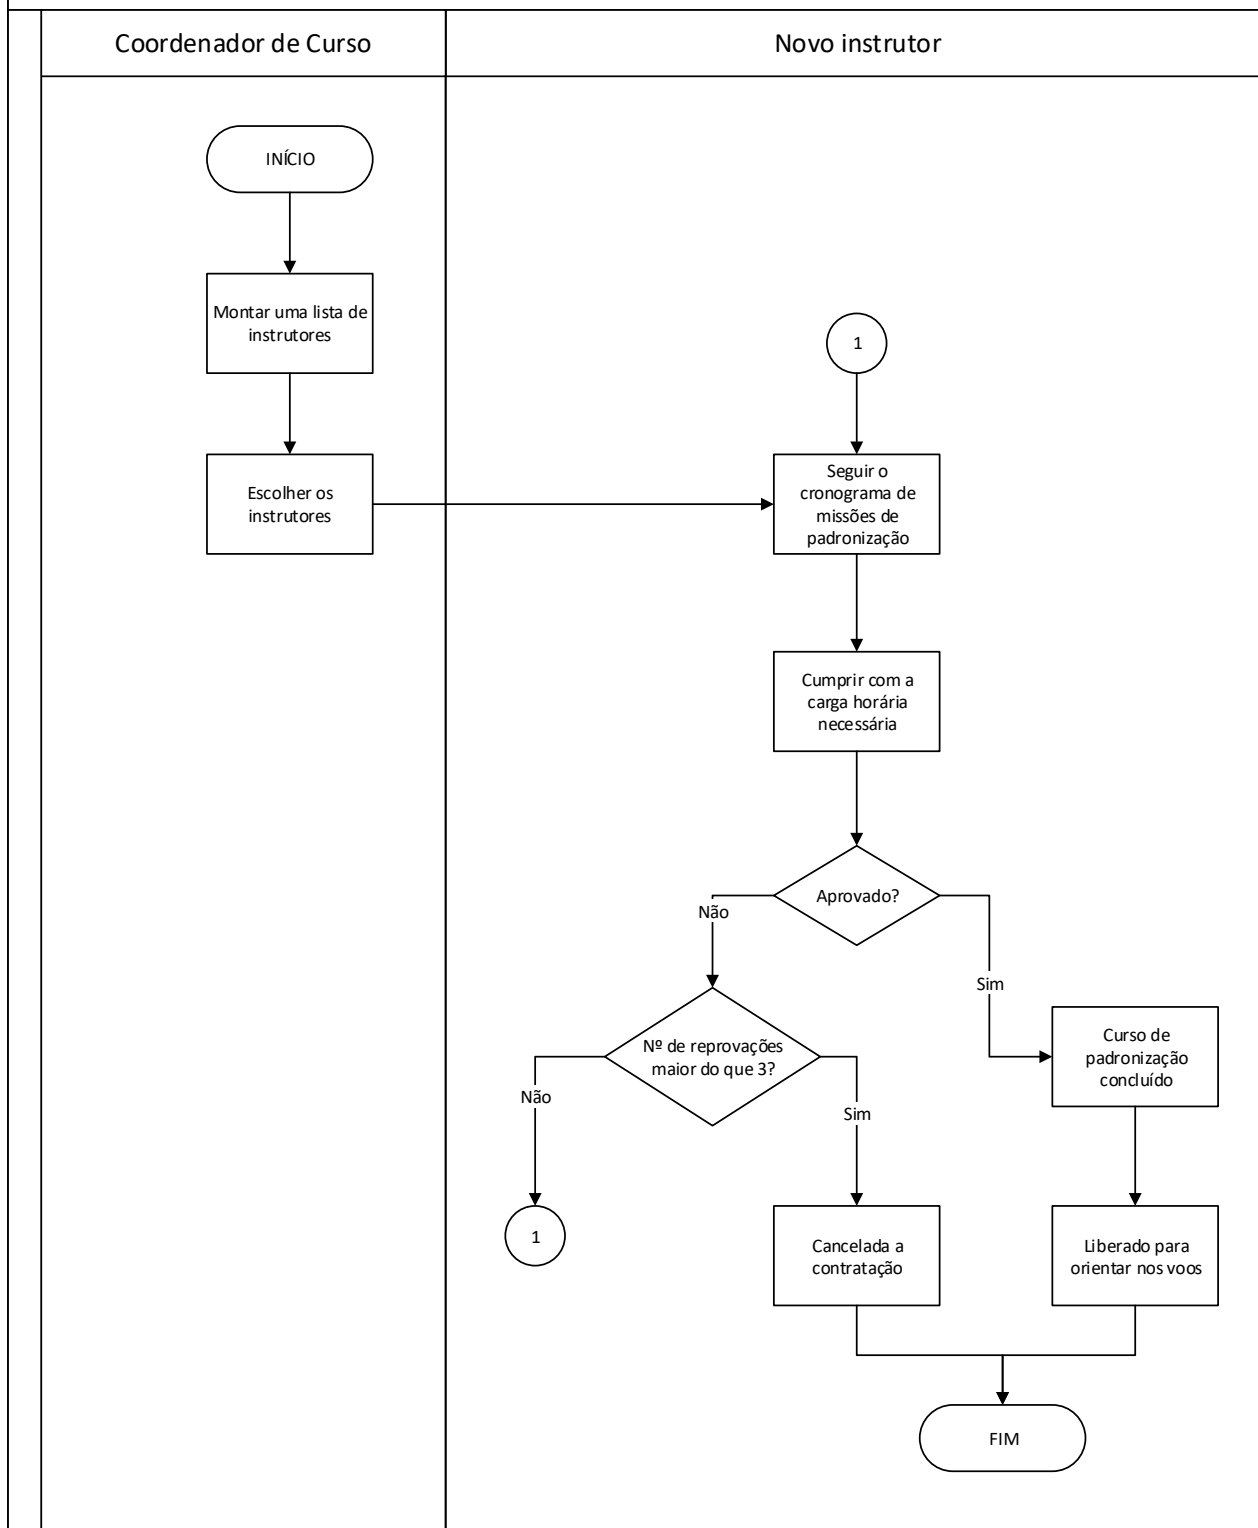 Coordenador de Curso
Novo instrutor
INÍCIO
Montar uma lista de
instrutores
1
Escolher os
instrutores
Seguir o
cronograma de
missões de
padronização
Cumprir com a
carga horária
necessária
Aprovado?
Não
Sim
Nº de reprovações
maior do que 3?
Curso de
padronização
concluído
Não
Sim
1
Cancelada a
contratação
Liberado para
orientar nos voos
FIM